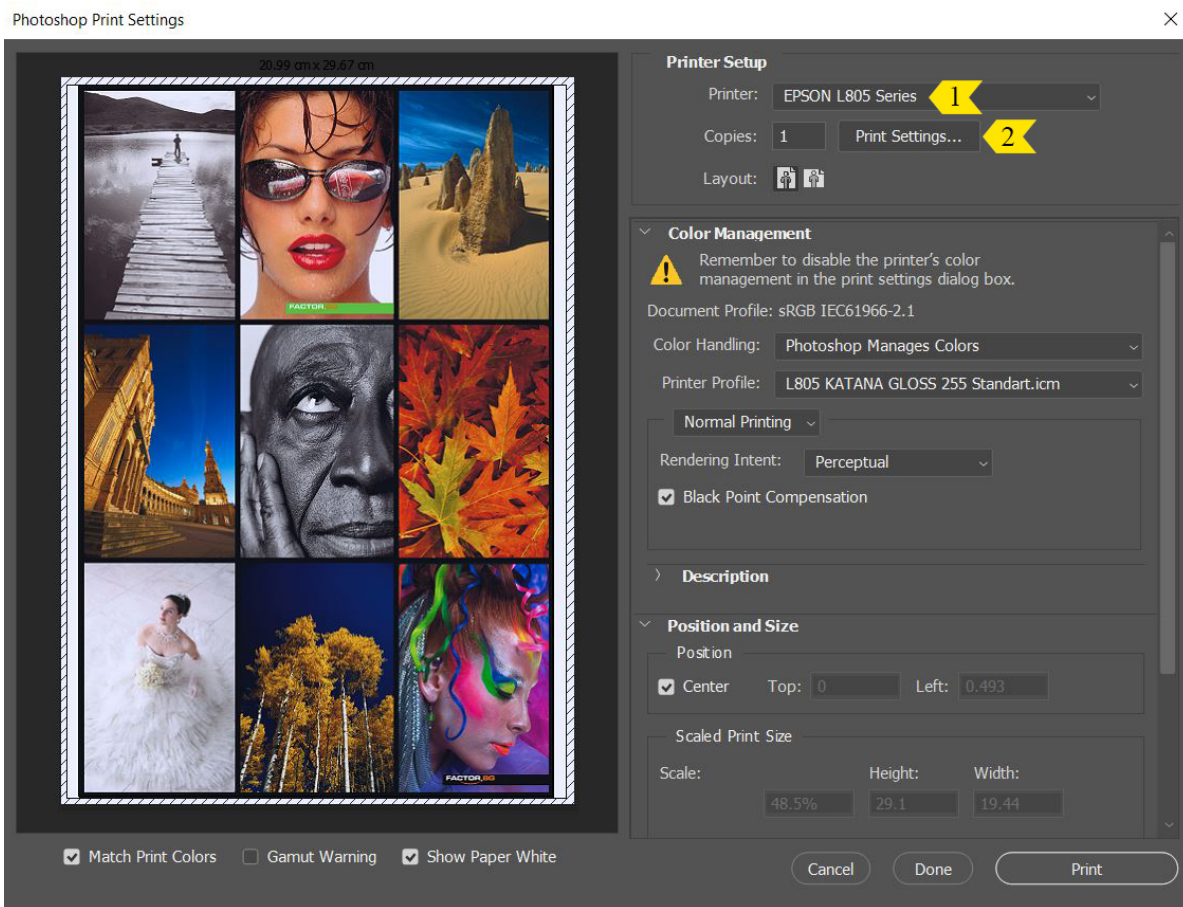 Photoshop Print Settings
20.99 cm x 29.67 cm
FACTOR.BG
FACTOR.BG
Printer Setup
Printer: EPSON L805 Series 1
Copies: 1 Print Settings... 2
Layout:
Color Management
Remember to disable the printer's color
management in the print settings dialog box.
Document Profile: sRGB IEC61966-2.1
Color Handling: Photoshop Manages Colors
Printer Profile: L805 KATANA GLOSS 255 Standart.icm
Normal Printing
Rendering Intent: Perceptual
Black Point Compensation
Description
Position and Size
Position
Center Top: 0 Left: 0.493
Scaled Print Size
Scale: Height: Width:
48.5% 29.1 19.44
Match Print Colors Gamut Warning Show Paper White
Cancel Done Print